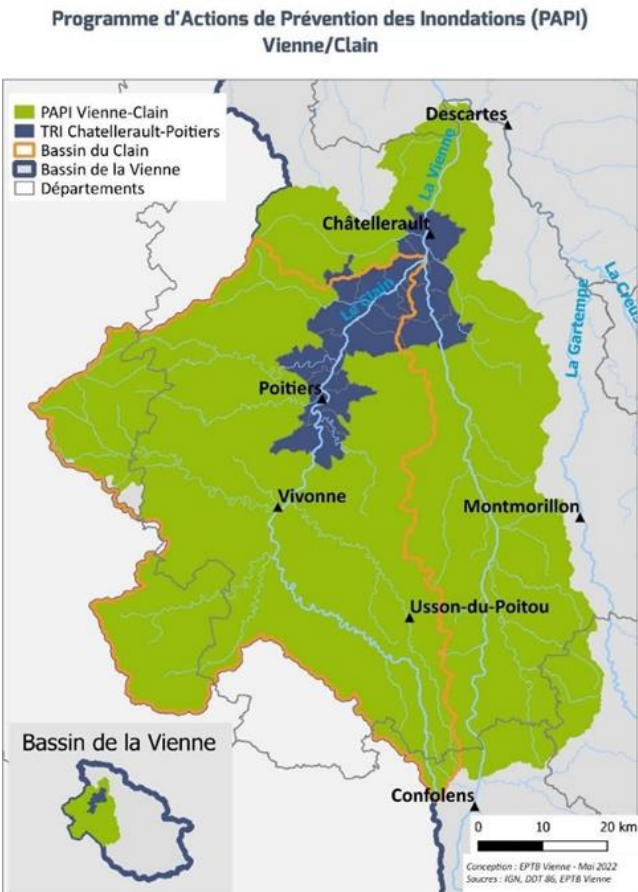 Programme d'Actions de Prévention des Inondations (PAPI)
Vienne/Clain
PAPI Vienne-Clain
TRI Chatellerault-Poitiers
Bassin du Clain
Bassin de la Vienne
Départements
Descartes
La Vienne
Châtellerault
Le Clain
La Creus
La Gartempe
Poitiers
Vivonne
Montmorillon
Usson-du-Poitou
Bassin de la Vienne
Confolens
0 10 20 km
Conception : EPTB Vienne - Mai 2022
Saucres : IGN, DDT 86, EPTB Vienne